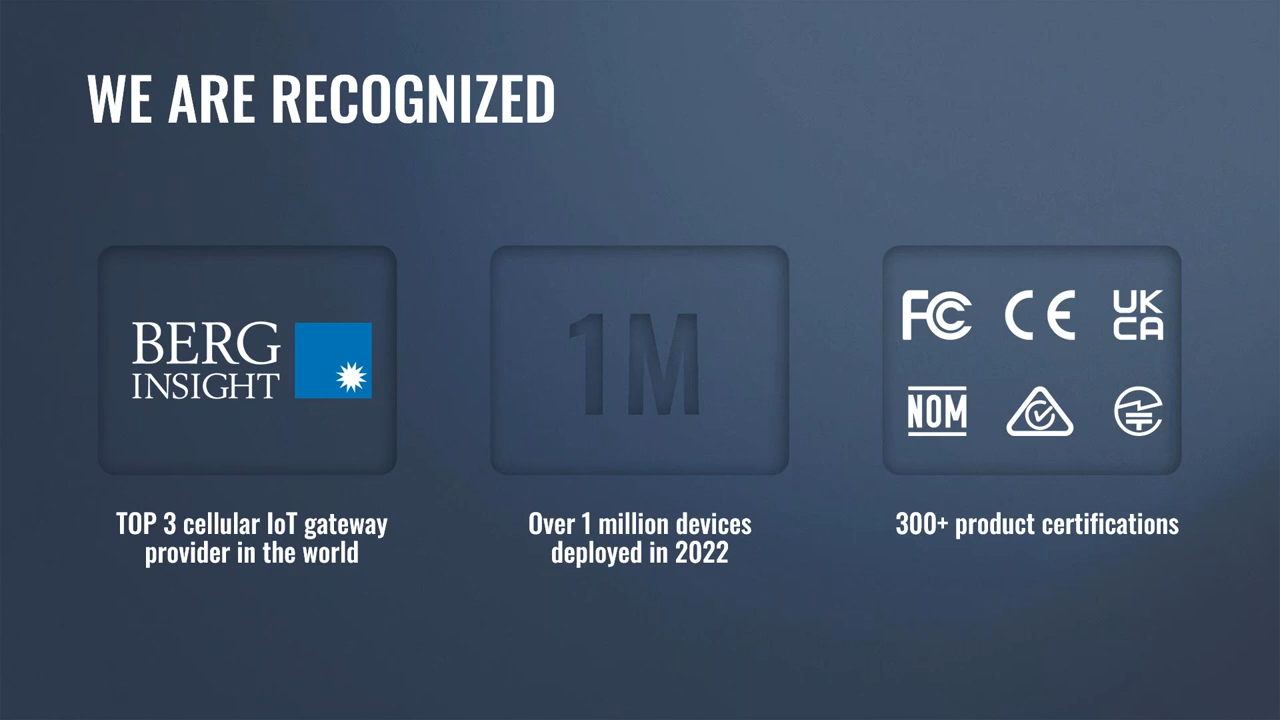 WE ARE RECOGNIZED
BERG
INSIGHT
TOP 3 cellular IoT gateway
provider in the world
1M
Over 1 million devices
deployed in 2022
FC CE UK
CA
NOM
300+ product certifications